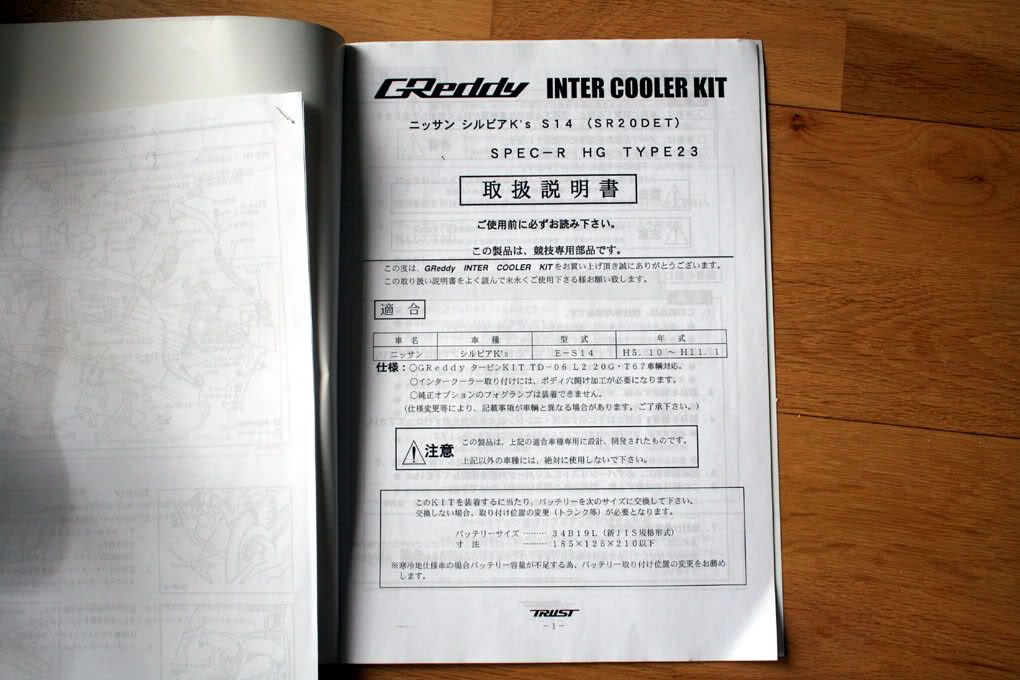 GReddy INTER COOLER KIT
ニッサン シルビアK's S14 (SR20DET)
SPEC-R HG TYPE23
取扱説明書
ご使用前に必ずお読み下さい。
この製品は、競技専用部品です。
この度は、GReddy INTER COOLER KITをお買い上げ頂き誠にありがとうございます。
この取り扱い説明書をよく読んで末永くご使用下さる様お願い致します。
適合
車名 車種 型式 年式
ニッサン シルビアK's E-S14 H5.10～H11.1
仕様：○GReddy タービンKIT TD-06 L2 20G・T67車輌対応。
○インタークーラー取り付けには、ボディ穴開け加工が必要になります。
○純正オプションのフォグランプは装着できません。
(仕様変更等により、記載事項が車輌と異なる場合があります。ご了承下さい。)
注意 この製品は、上記の適合車種専用に設計、開発されたものです。
上記以外の車種には、絶対に使用しないで下さい。
このKITを装着するに当たり、バッテリーを次のサイズに交換して下さい。
交換しない場合、取り付け位置の変更（トランク等）が必要となります。
バッテリーサイズ ……… 34B19L（新JIS規格形式）
寸法 ……… 185×125×210以下
※寒冷地仕様車の場合バッテリー容量が不足する為、バッテリー取り付け位置の変更をお薦め
します。
TRUST
-1-